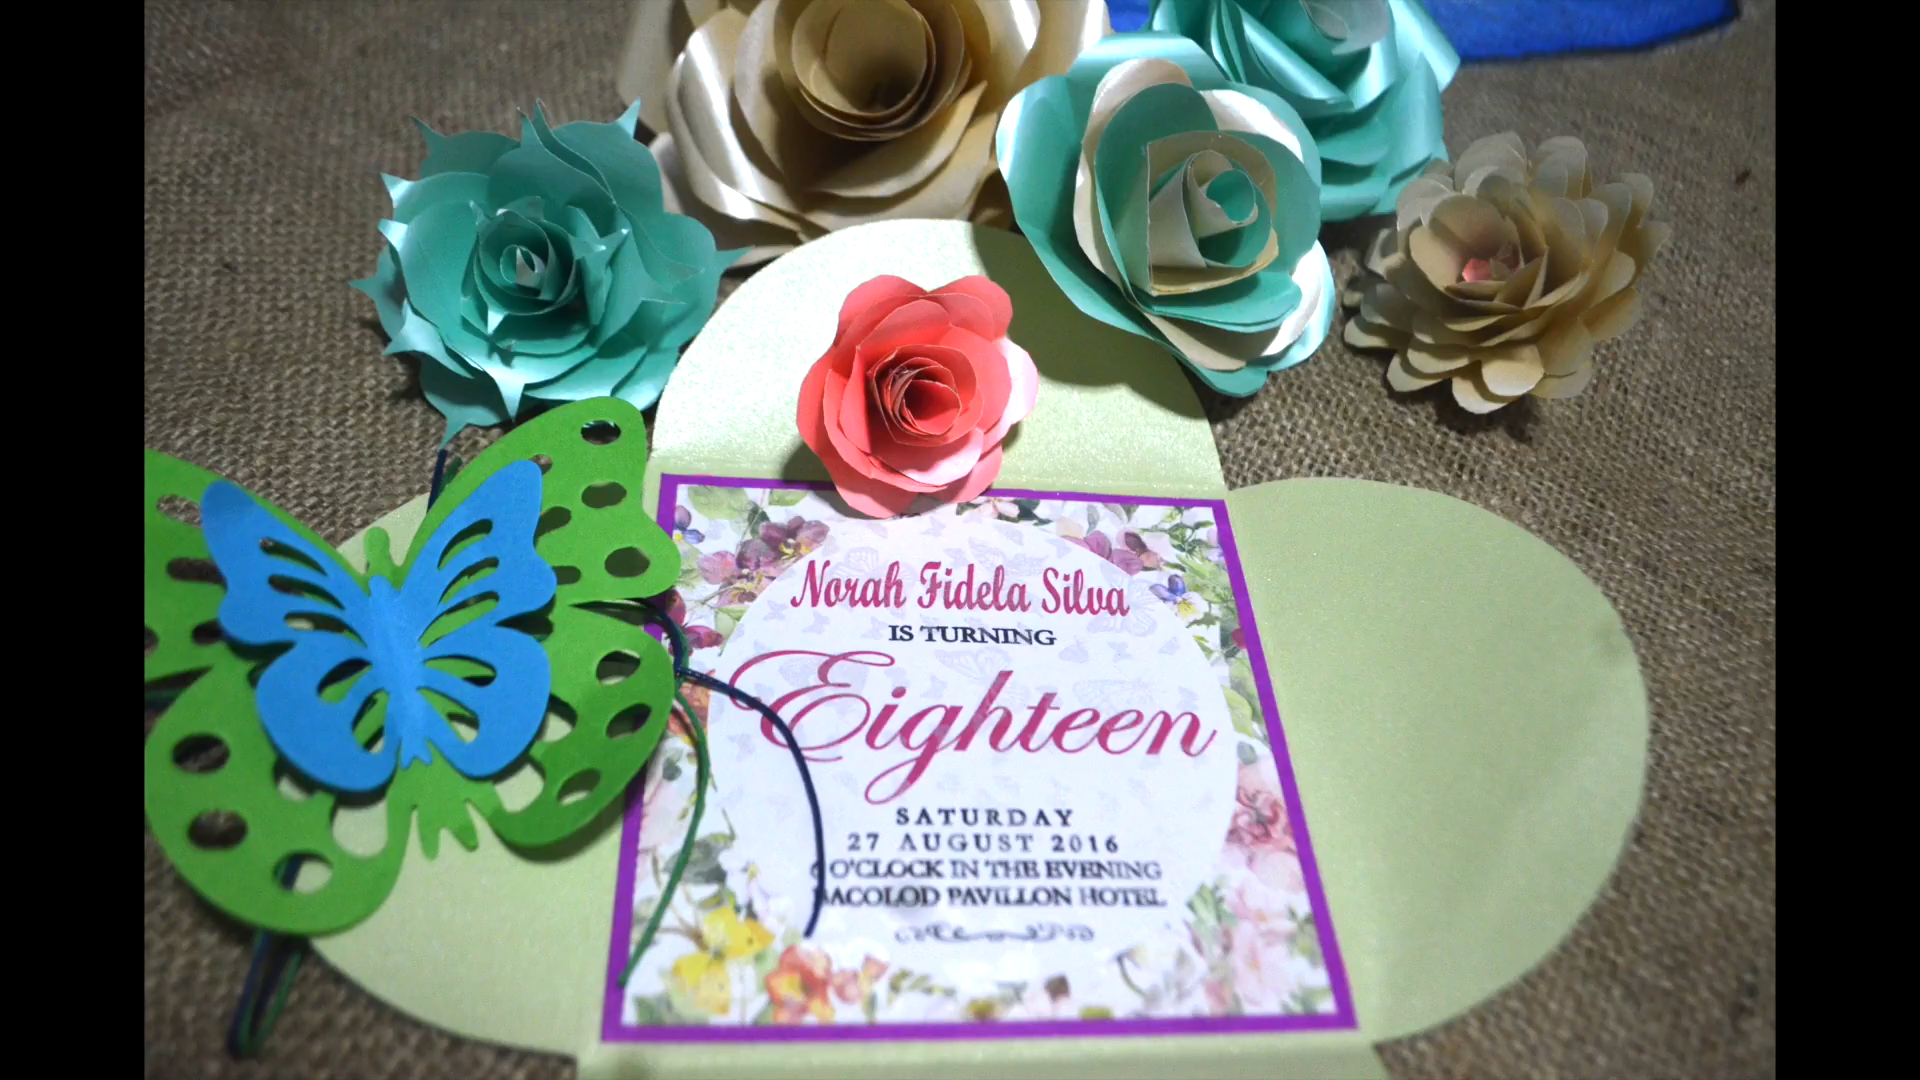 Norah Fidela Silva
IS TURNING
Eighteen
SATURDAY
27 AUGUST 2016
O'CLOCK IN THE EVENING
PAVILLON HOTEL